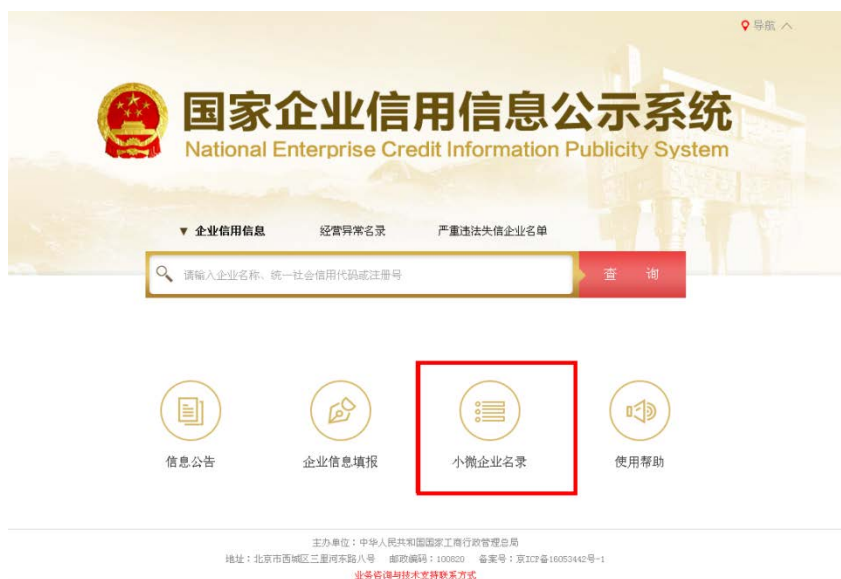 导航
国家企业信用信息公示系统
National Enterprise Credit Information Publicity System
企业信用信息 经营异常名录 严重违法失信企业名单
请输入企业名称、统一社会信用代码或注册号 查 询
信息公告 企业信息填报 小微企业名录 使用帮助
主办单位：中华人民共和国国家工商行政管理总局
地址：北京市西城区三里河东路八号 邮政编码：100820 备案号：京ICP备16053442号-1
业务咨询与技术支持联系方式